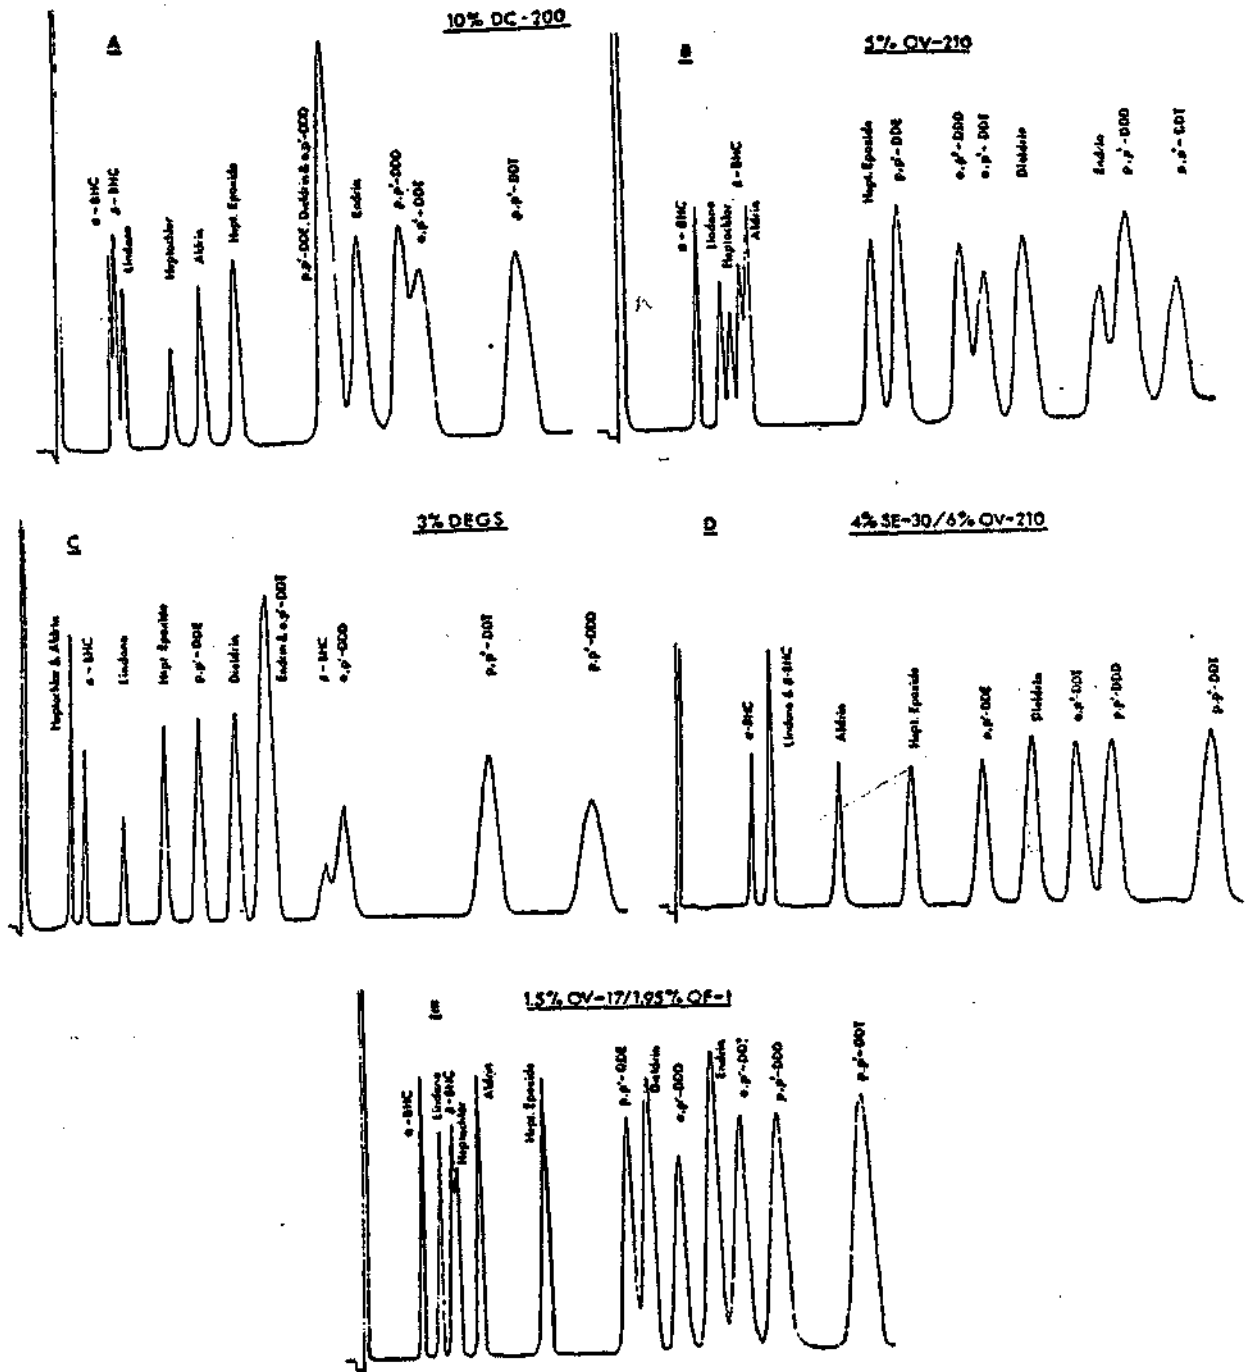 10% DC-200
A
α-BHC
β-BHC
Lindane
Heptachlor
Aldrin
Hept. Epoxide
p,p'-DDE, Dieldrin & o,p'-DDD
Endrin
p,p'-DDD
o,p'-DDE
p,p'-DDT
5% OV-210
B
α-BHC
Lindane
Heptachlor
β-BHC
Aldrin
Hept. Epoxide
p,p'-DDE
o,p'-DDD
o,p'-DDT
Dieldrin
Endrin
p,p'-DDD
p,p'-DDT
3% DEGS
C
Heptachlor & Aldrin
α-BHC
Lindane
Hept Epoxide
p,p'-DDE
Dieldrin
Endrin & o,p'-DDT
β-BHC
o,p'-DDD
p,p'-DDT
p,p'-DDD
4% SE-30/6% OV-210
D
α-BHC
Lindane & β-BHC
Aldrin
Hept. Epoxide
p,p'-DDE
Dieldrin
o,p'-DDT
p,p'-DDD
p,p'-DDT
1.5% OV-17/1.95% QF-1
E
α-BHC
Lindane
β-BHC
Heptachlor
Aldrin
Hept. Epoxide
p,p'-DDE
Dieldrin
o,p'-DDD
Endrin
o,p'-DDT
p,p'-DDD
p,p'-DDT